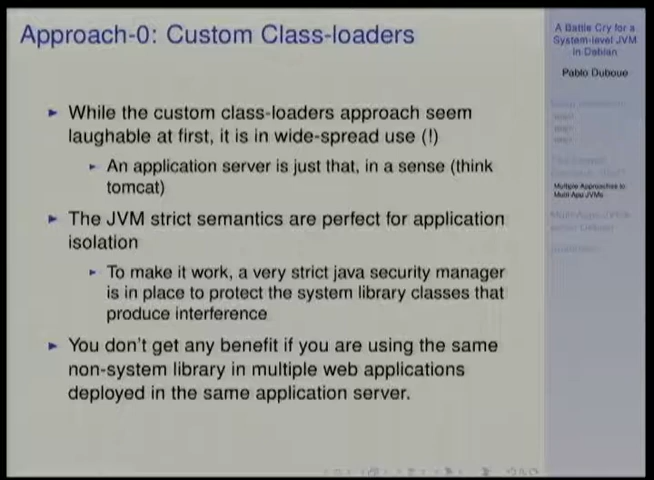 Approach-0: Custom Class-loaders
While the custom class-loaders approach seem
laughable at first, it is in wide-spread use (!)
An application server is just that, in a sense (think
tomcat)
The JVM strict semantics are perfect for application
isolation
To make it work, a very strict java security manager
is in place to protect the system library classes that
produce interference
You don't get any benefit if you are using the same
non-system library in multiple web applications
deployed in the same application server.
A Battle Cry for a
System-level JVM
in Debian
Pablo Duboue
Multiple Approaches to
Multi-App JVMs